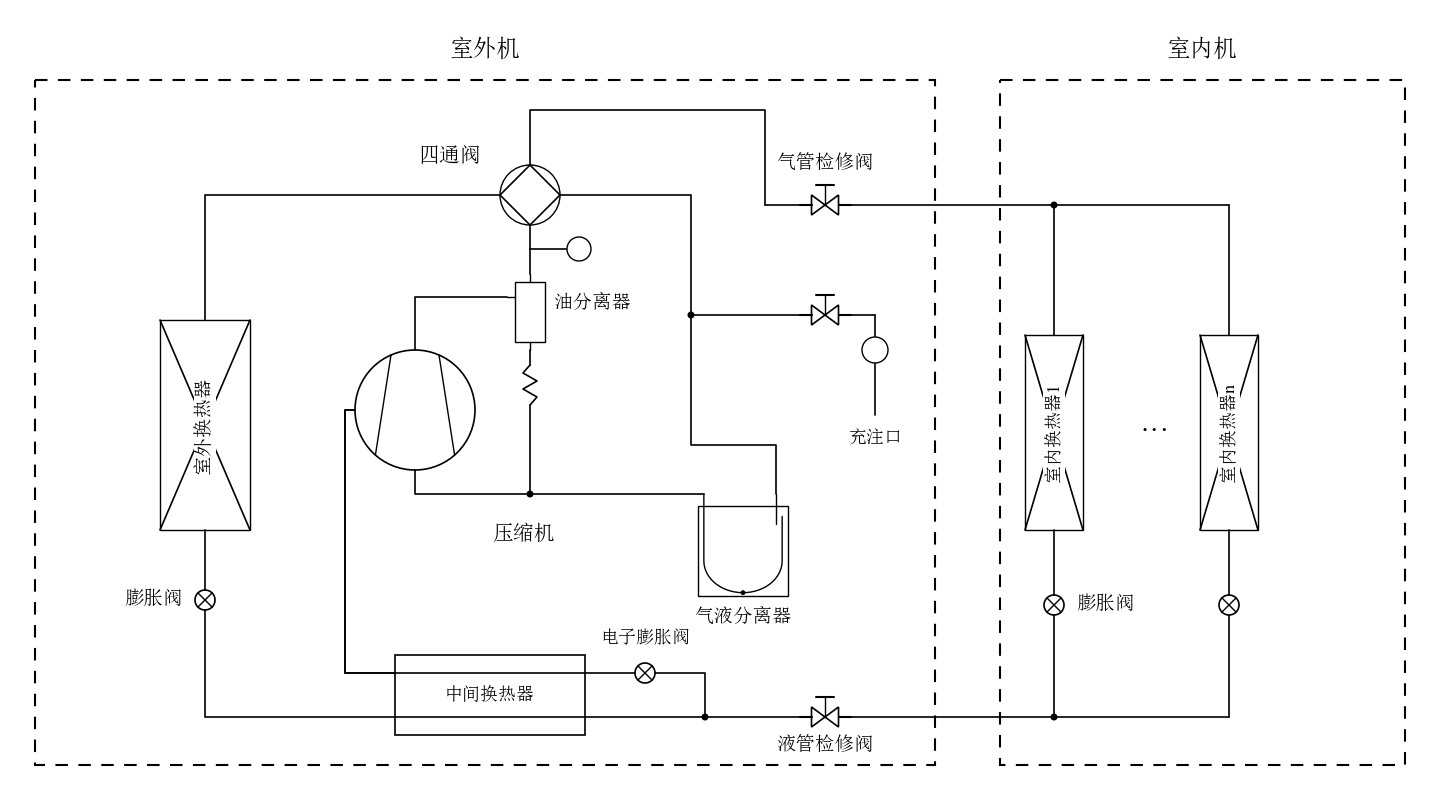 室外机
室内机
四通阀
气管检修阀
油分离器
充注口
室外换热器
室内换热器1
…
室内换热器n
压缩机
膨胀阀
膨胀阀
气液分离器
电子膨胀阀
中间换热器
液管检修阀